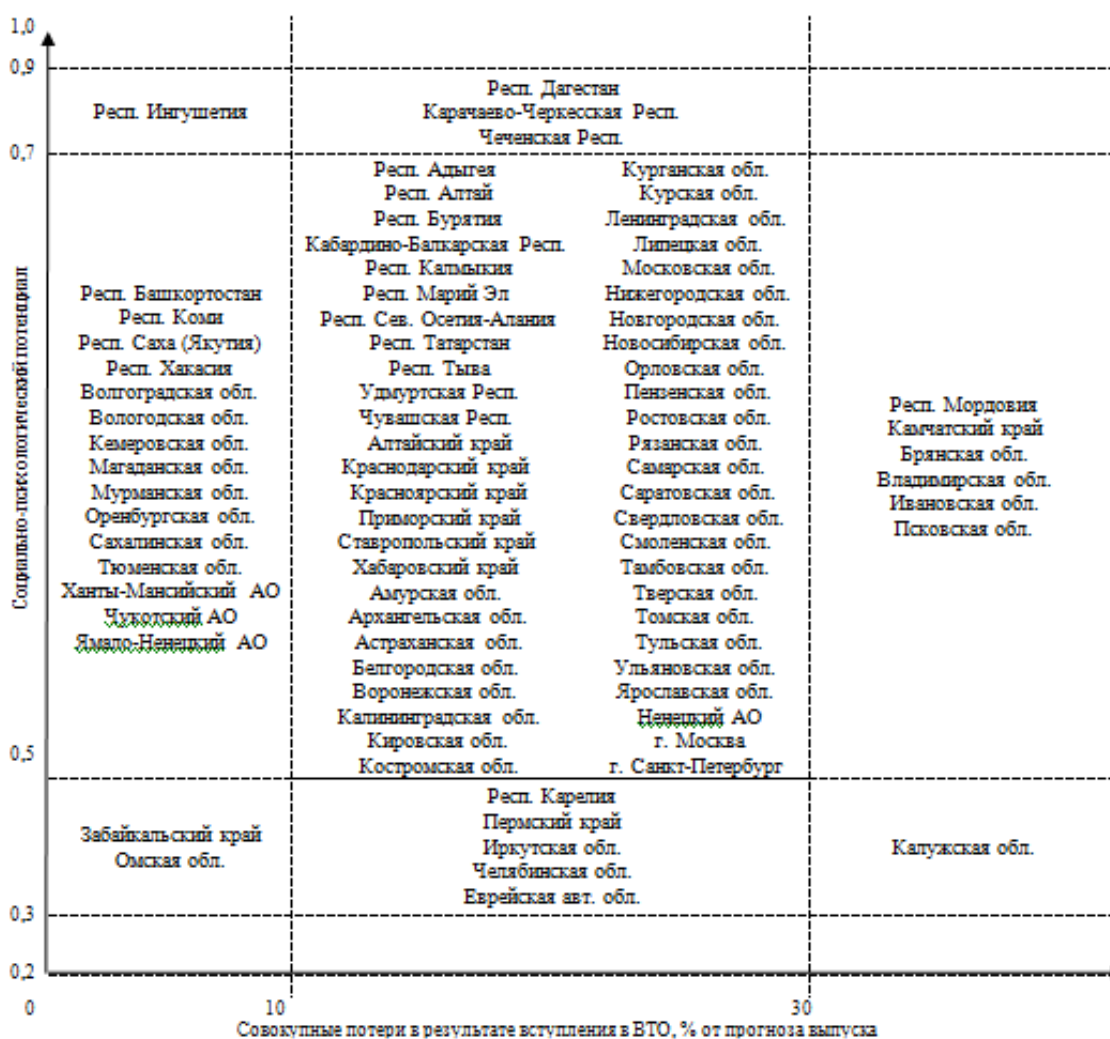 1,0
0,9
Респ. Ингушетия
Респ. Дагестан
Карачаево-Черкесская Респ.
Чеченская Респ.
0,7
Социально-психологический потенциал
Респ. Башкортостан
Респ. Коми
Респ. Саха (Якутия)
Респ. Хакасия
Волгоградская обл.
Вологодская обл.
Кемеровская обл.
Магаданская обл.
Мурманская обл.
Оренбургская обл.
Сахалинская обл.
Тюменская обл.
Ханты-Мансийский АО
Чукотский АО
Ямало-Ненецкий АО
Респ. Адыгея
Респ. Алтай
Респ. Бурятия
Кабардино-Балкарская Респ.
Респ. Калмыкия
Респ. Марий Эл
Респ. Сев. Осетия-Алания
Респ. Татарстан
Респ. Тыва
Удмуртская Респ.
Чувашская Респ.
Алтайский край
Краснодарский край
Красноярский край
Приморский край
Ставропольский край
Хабаровский край
Амурская обл.
Архангельская обл.
Астраханская обл.
Белгородская обл.
Воронежская обл.
Калининградская обл.
Кировская обл.
Костромская обл.
Курганская обл.
Курская обл.
Ленинградская обл.
Липецкая обл.
Московская обл.
Нижегородская обл.
Новгородская обл.
Новосибирская обл.
Орловская обл.
Пензенская обл.
Ростовская обл.
Рязанская обл.
Самарская обл.
Саратовская обл.
Свердловская обл.
Смоленская обл.
Тамбовская обл.
Тверская обл.
Томская обл.
Тульская обл.
Ульяновская обл.
Ярославская обл.
Ненецкий АО
г. Москва
г. Санкт-Петербург
Респ. Мордовия
Камчатский край
Брянская обл.
Владимирская обл.
Ивановская обл.
Псковская обл.
0,5
Забайкальский край
Омская обл.
Респ. Карелия
Пермский край
Иркутская обл.
Челябинская обл.
Еврейская авт. обл.
Калужская обл.
0,3
0,2
0
10
30
Совокупные потери в результате вступления в ВТО, % от прогноза выпуска